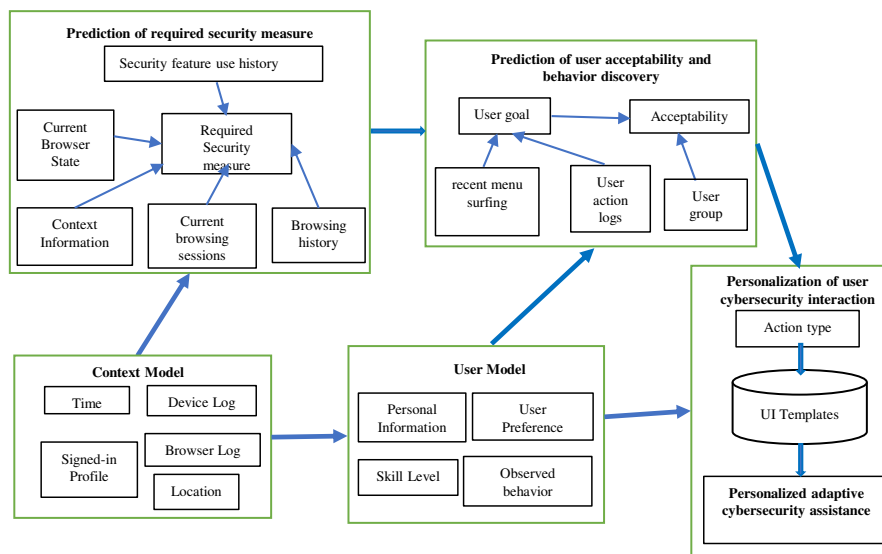 Prediction of required security measure
Security feature use history
Current
Browser
State
Required
Security
measure
Context
Information
Current
browsing
sessions
Browsing
history
Prediction of user acceptability and
behavior discovery
User goal
Acceptability
recent menu
surfing
User
action
logs
User
group
Context Model
Time
Device Log
Signed-in
Profile
Browser Log
Location
User Model
Personal
Information
User
Preference
Skill Level
Observed
behavior
Personalization of user
cybersecurity interaction
Action type
UI Templates
Personalized adaptive
cybersecurity assistance